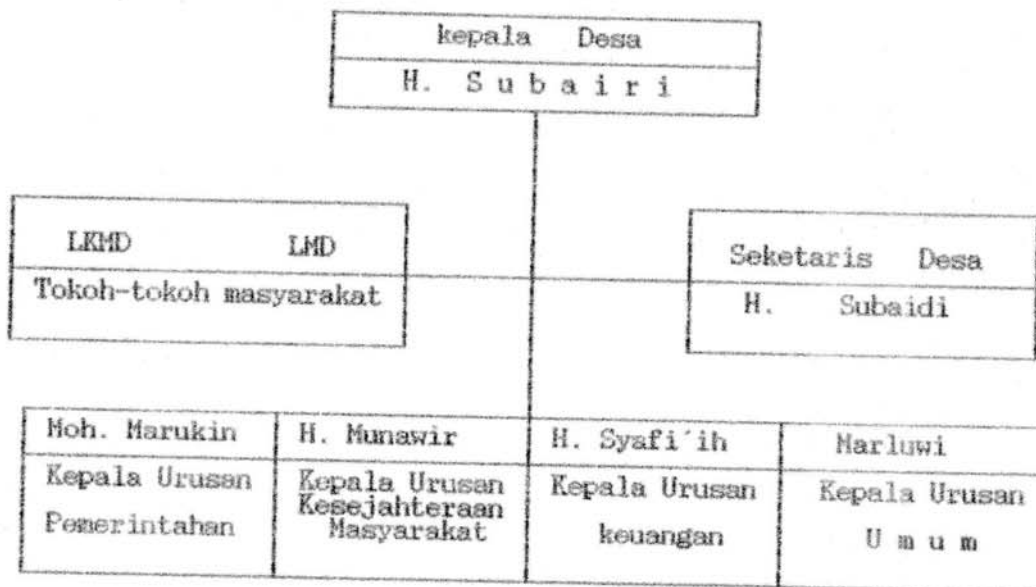 kepala Desa
H. S u b a i r i
LKMD LMD
Tokoh-tokoh masyarakat
Seketaris Desa
H. Subaidi
Moh. Marukin
Kepala Urusan
Pemerintahan
H. Munawir
Kepala Urusan
Kesejahteraan
Masyarakat
H. Syafi´ih
Kepala Urusan
keuangan
Marluwi
Kepala Urusan
U m u m